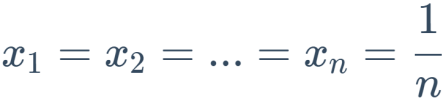 x₁ = x₂ = ... = xₙ = 1/n